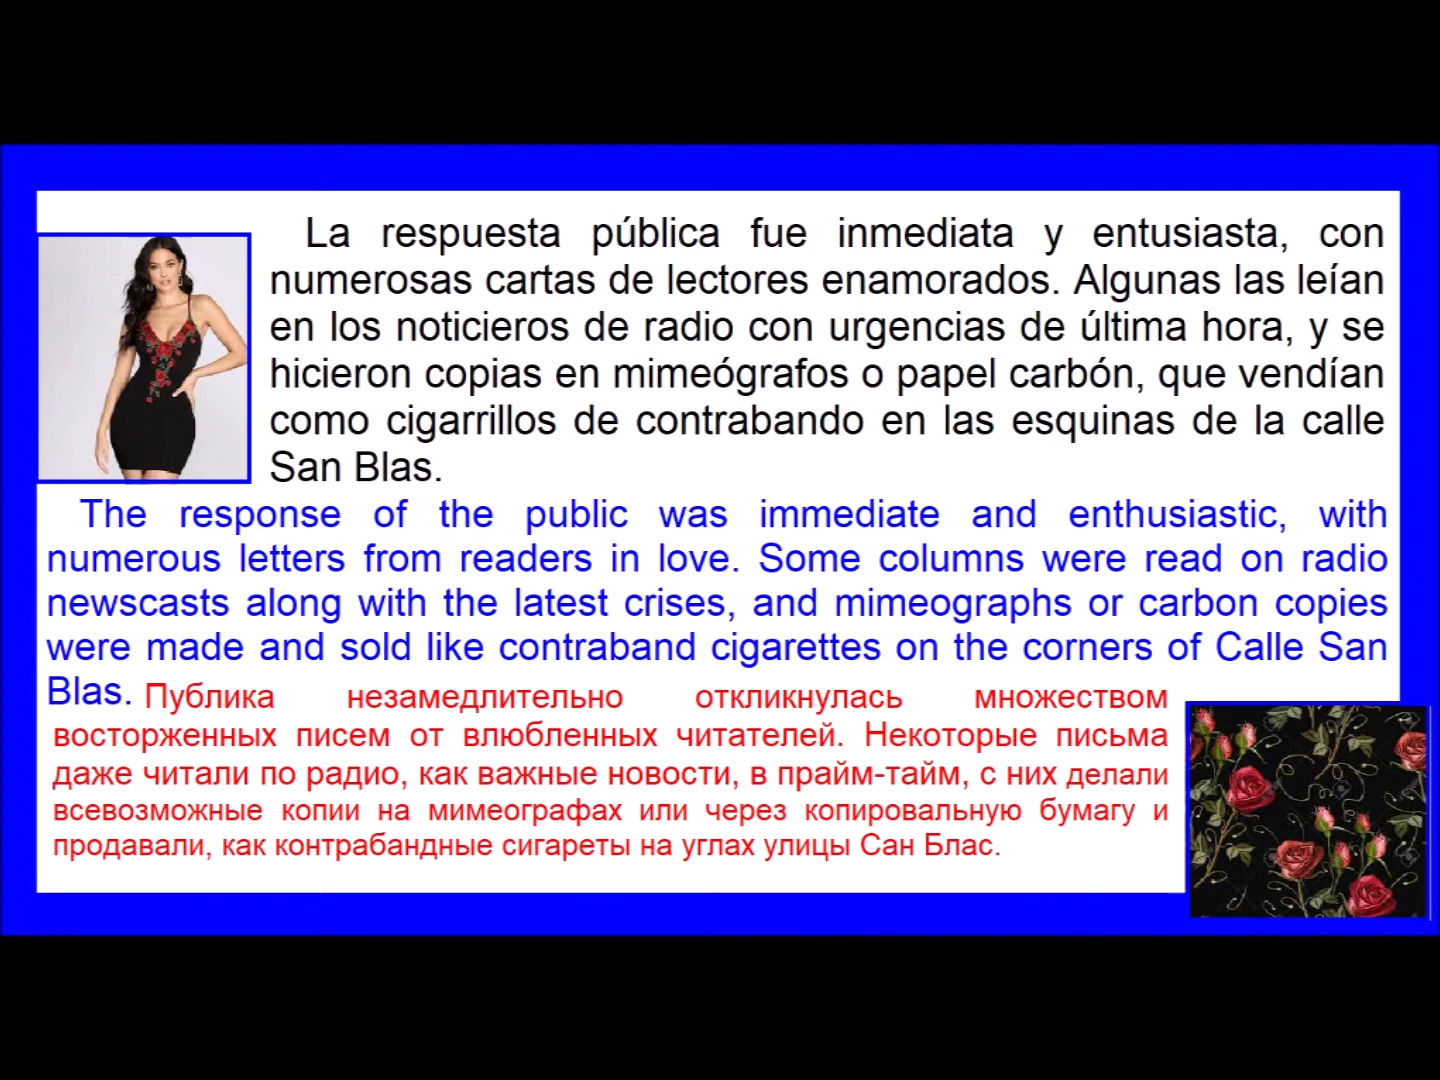 La respuesta pública fue inmediata y entusiasta, con
numerosas cartas de lectores enamorados. Algunas las leían
en los noticieros de radio con urgencias de última hora, y se
hicieron copias en mimeógrafos o papel carbón, que vendían
como cigarrillos de contrabando en las esquinas de la calle
San Blas.
The response of the public was immediate and enthusiastic, with
numerous letters from readers in love. Some columns were read on radio
newscasts along with the latest crises, and mimeographs or carbon copies
were made and sold like contraband cigarettes on the corners of Calle San
Blas.
Публика незамедлительно откликнулась множеством
восторженных писем от влюбленных читателей. Некоторые письма
даже читали по радио, как важные новости, в прайм-тайм, с них делали
всевозможные копии на мимеографах или через копировальную бумагу и
продавали, как контрабандные сигареты на углах улицы Сан Блас.